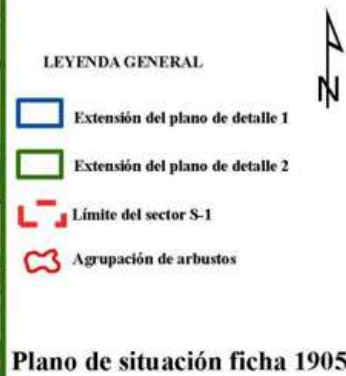 LEYENDA GENERAL
N
Extensión del plano de detalle 1
Extensión del plano de detalle 2
Límite del sector S-1
Agrupación de arbustos
Plano de situación ficha 1905